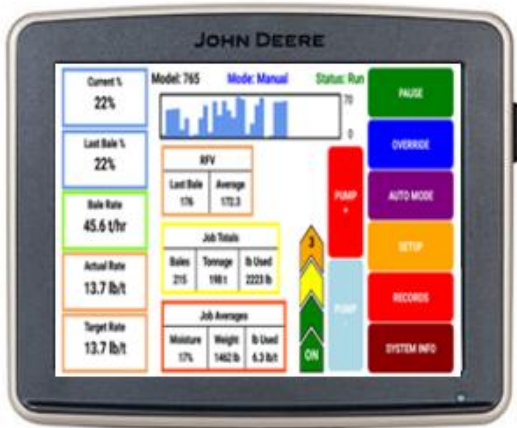 JOHN DEERE
Model: 765 Mode: Manual Status: Run
Current %
22%
Last Bale %
22%
Bale Rate
45.6 t/hr
Actual Rate
13.7 lb/t
Target Rate
13.7 lb/t
70
0
RFV
Last Bale Average
176 172.3
Job Totals
Bales Tonnage lb Used
215 198 t 2223 lb
Job Averages
Moisture Weight lb Used
17% 1462 lb 6.3 lb/t
3
ON
PUMP
+
PUMP
-
PAUSE
OVERRIDE
AUTO MODE
SETUP
RECORDS
SYSTEM INFO